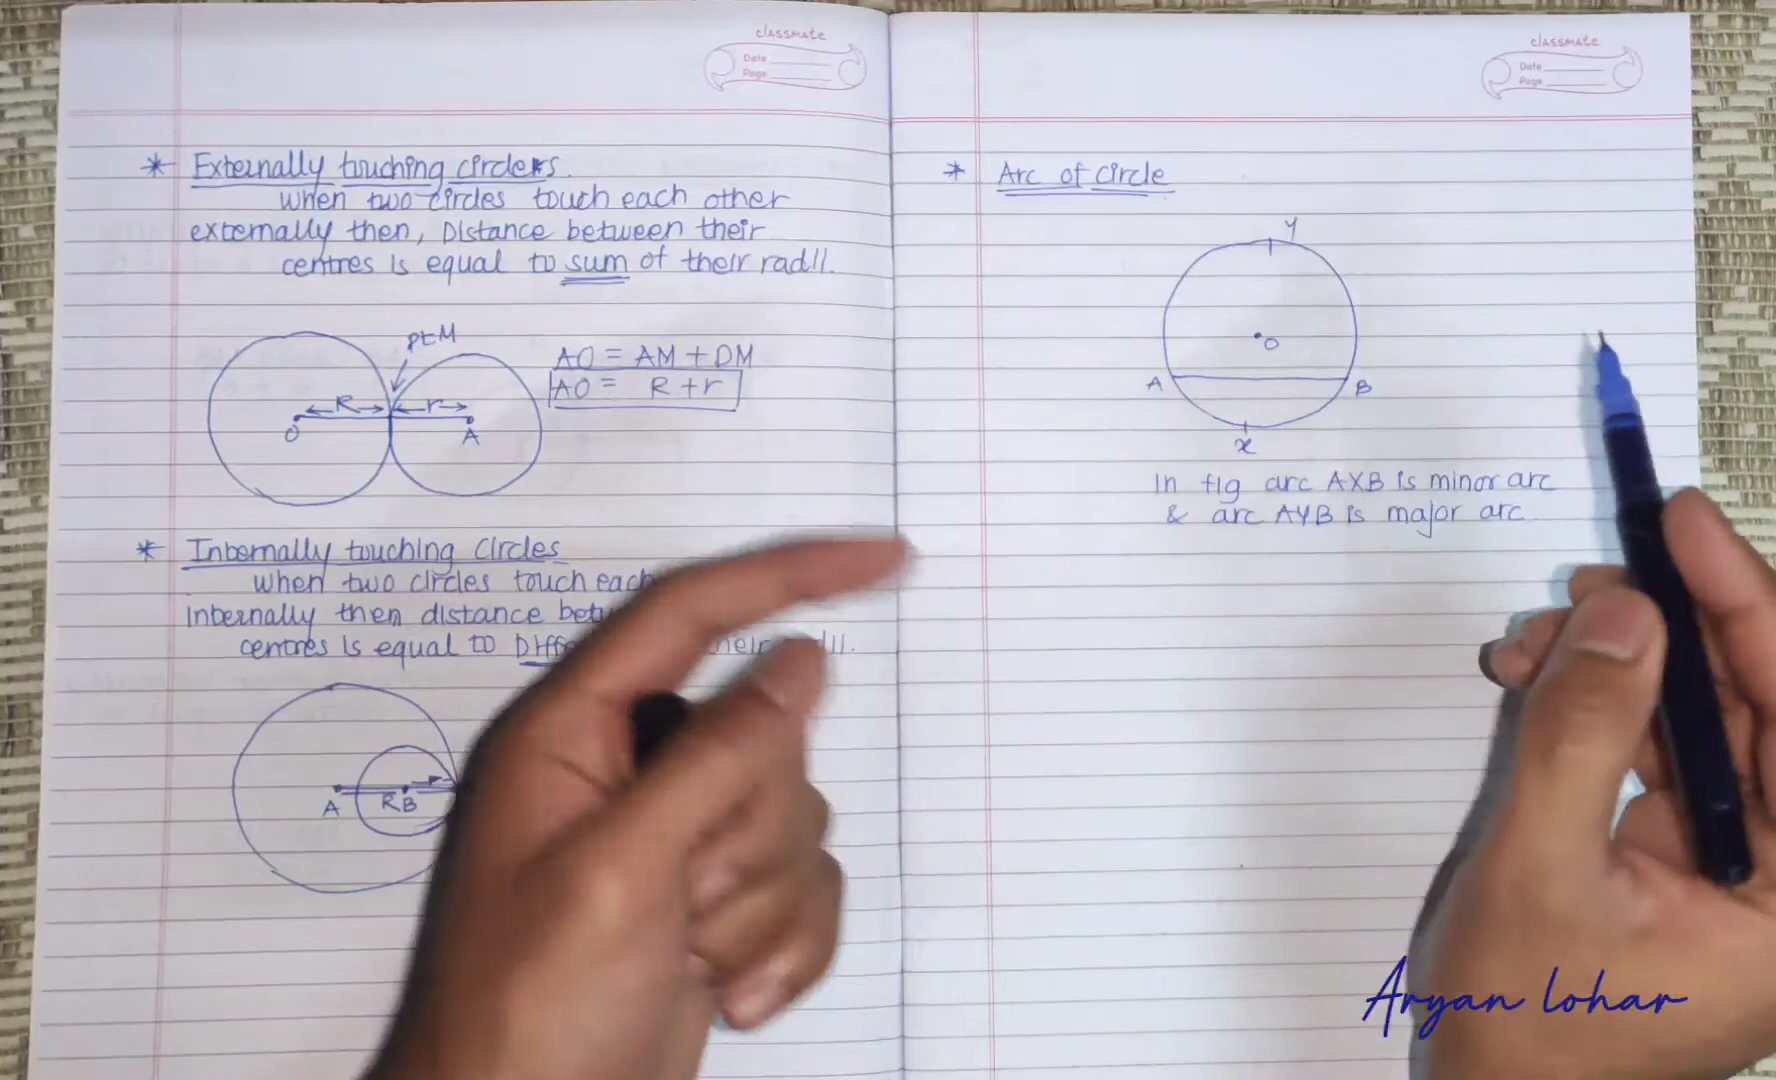 classmate
Date
Page
* Externally touching circles.
when two circles touch each other
externally then, Distance between their
centres is equal to sum of their radii.
Pt M
AO = AM + OM
AO = R + r
R r
O A
* Internally touching circles
when two circles touch each
internally then distance
centres is equal to
r
A R B
classmate
Date
Page
* Arc of circle
Y
O
A B
x
In fig arc AXB is minor arc
& arc AYB is major arc
Aryan Lohar